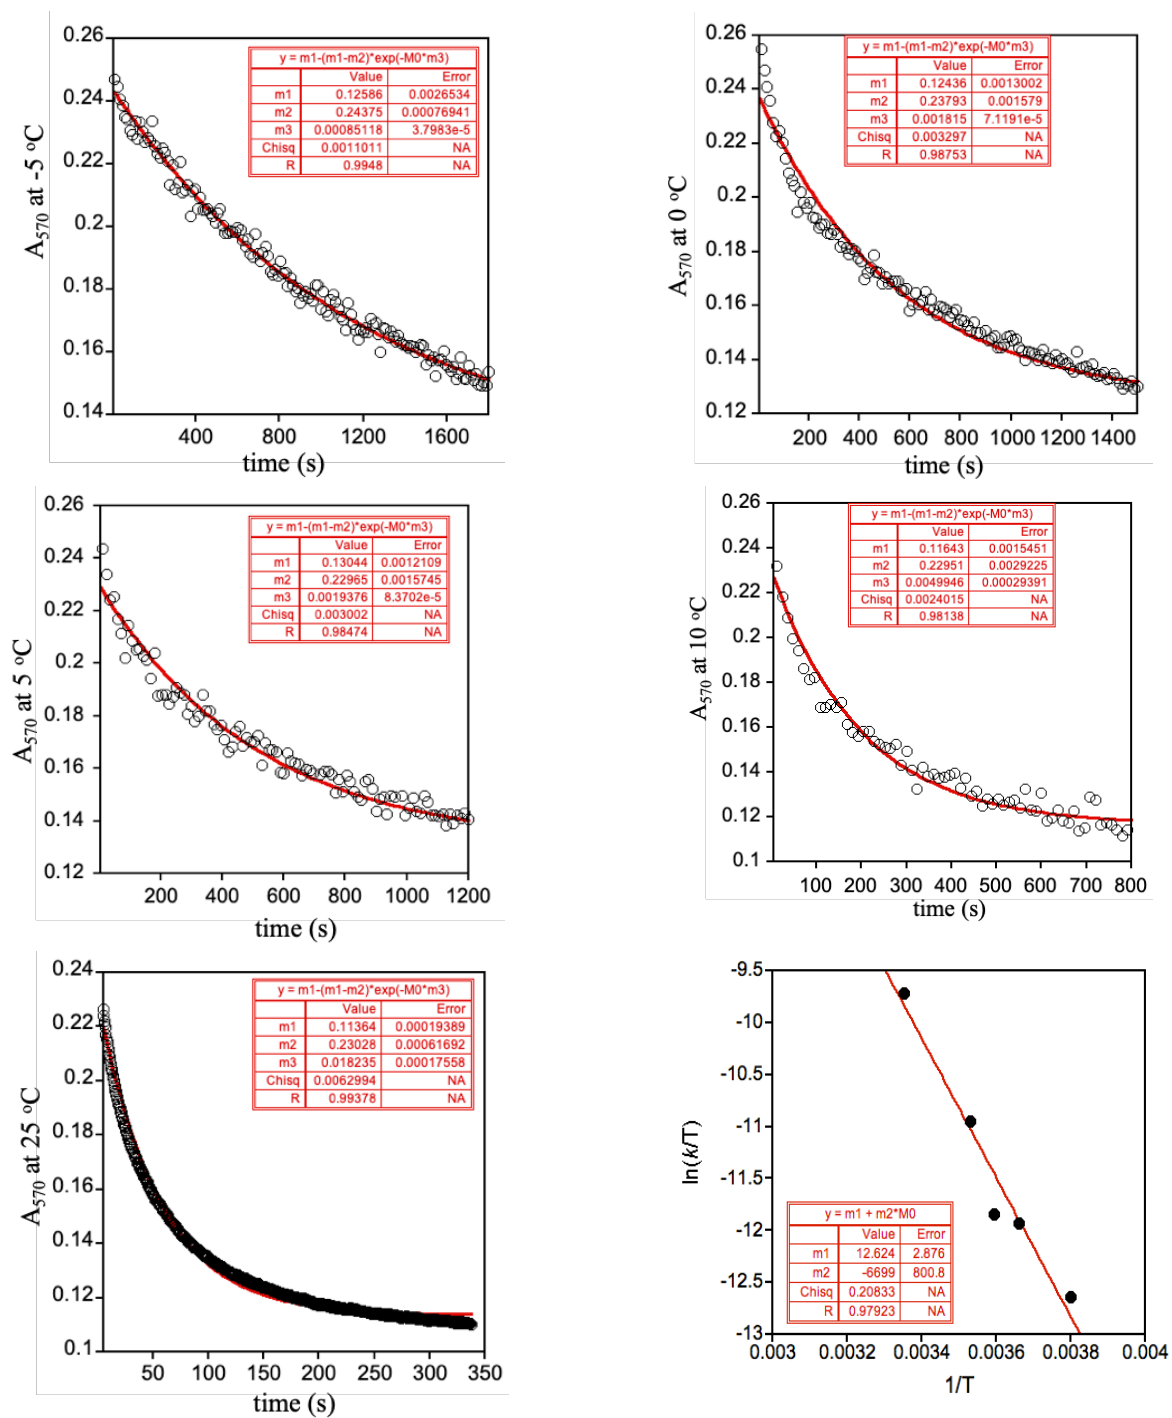 0.26
0.24
0.22
0.2
0.18
0.16
0.14
400 800 1200 1600
time (s)
A570 at -5 oC
y = m1-(m1-m2)*exp(-M0*m3)
Value Error
m1 0.12586 0.0026534
m2 0.24375 0.00076941
m3 0.00085118 3.7983e-5
Chisq 0.0011011 NA
R 0.9948 NA
0.26
0.24
0.22
0.2
0.18
0.16
0.14
0.12
200 400 600 800 1000 1200 1400
time (s)
A570 at 0 oC
y = m1-(m1-m2)*exp(-M0*m3)
Value Error
m1 0.12436 0.0013002
m2 0.23793 0.001579
m3 0.001815 7.1191e-5
Chisq 0.003297 NA
R 0.98753 NA
0.26
0.24
0.22
0.2
0.18
0.16
0.14
0.12
200 400 600 800 1000 1200
time (s)
A570 at 5 oC
y = m1-(m1-m2)*exp(-M0*m3)
Value Error
m1 0.13044 0.0012109
m2 0.22965 0.0015745
m3 0.0019376 8.3702e-5
Chisq 0.003002 NA
R 0.98474 NA
0.26
0.24
0.22
0.2
0.18
0.16
0.14
0.12
0.1
100 200 300 400 500 600 700 800
time (s)
A570 at 10 oC
y = m1-(m1-m2)*exp(-M0*m3)
Value Error
m1 0.11643 0.0015451
m2 0.22951 0.0029225
m3 0.0049946 0.00029391
Chisq 0.0024015 NA
R 0.98138 NA
0.24
0.22
0.2
0.18
0.16
0.14
0.12
0.1
50 100 150 200 250 300 350
time (s)
A570 at 25 oC
y = m1-(m1-m2)*exp(-M0*m3)
Value Error
m1 0.11364 0.00019389
m2 0.23028 0.00061692
m3 0.018235 0.00017558
Chisq 0.0062994 NA
R 0.99378 NA
-9.5
-10
-10.5
-11
-11.5
-12
-12.5
-13
0.003 0.0032 0.0034 0.0036 0.0038 0.004
1/T
ln(k/T)
y = m1 + m2*M0
Value Error
m1 12.624 2.876
m2 -6699 800.8
Chisq 0.20833 NA
R 0.97923 NA